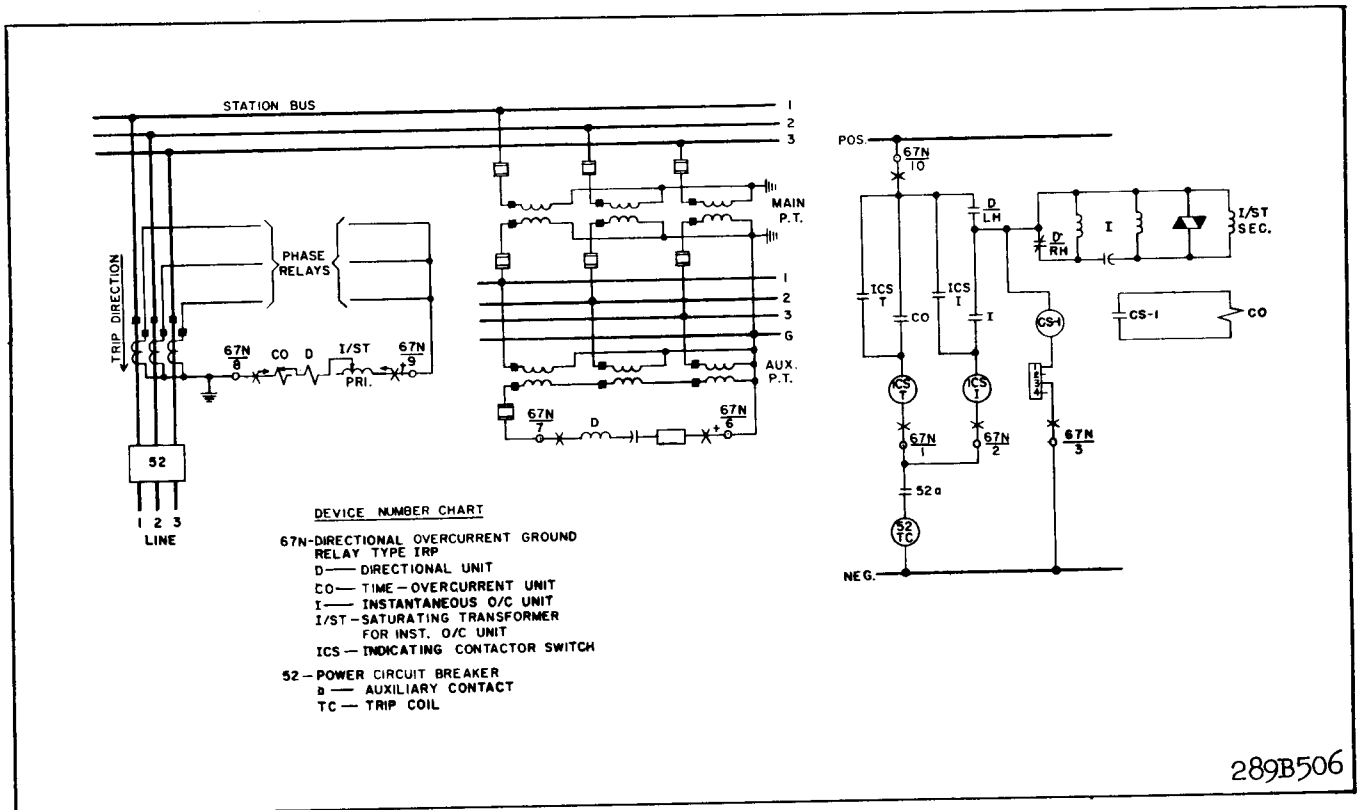 STATION BUS
1
2
3
MAIN
P.T.
PHASE
RELAYS
TRIP DIRECTION
67N
8
CO
D
I/ST
PRI.
67N
+9
1
2
3
G
AUX.
P.T.
67N
7
D
67N
+6
52
1 2 3
LINE
POS.
67N
10
D
LH
D
RH
I
I/ST
SEC.
ICS
T
CO
ICS
I
I
CS-1
CS-1
CO
1
2
3
4
ICS
T
ICS
I
67N
1
67N
2
67N
3
52a
52
TC
NEG.
DEVICE NUMBER CHART
67N-DIRECTIONAL OVERCURRENT GROUND
RELAY TYPE IRP
D — DIRECTIONAL UNIT
CO — TIME-OVERCURRENT UNIT
I — INSTANTANEOUS O/C UNIT
I/ST-SATURATING TRANSFORMER
FOR INST. O/C UNIT
ICS — INDICATING CONTACTOR SWITCH
52-POWER CIRCUIT BREAKER
a — AUXILIARY CONTACT
TC — TRIP COIL
289B506